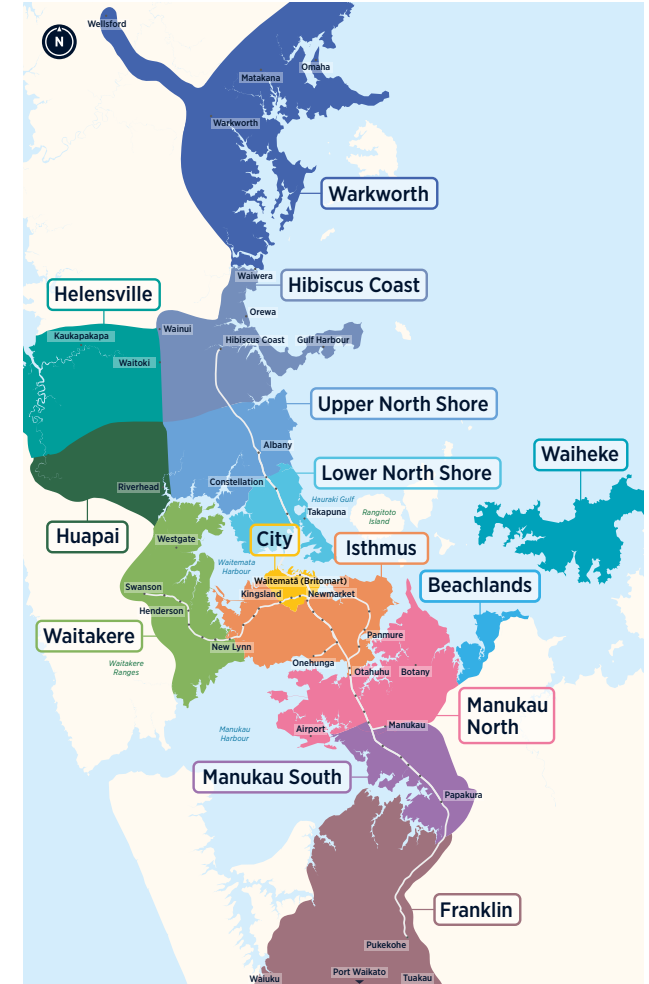 Wellsford
N
Omaha
Matakana
Warkworth
Warkworth
Waiwera
Hibiscus Coast
Helensville
Orewa
Wainui
Kaukapakapa
Hibiscus Coast
Gulf Harbour
Waitoki
Upper North Shore
Albany
Waiheke
Lower North Shore
Constellation
Riverhead
Hauraki Gulf
Takapuna
Rangitoto
Island
Huapai
City
Westgate
Isthmus
Waitemata
Harbour
Waitematā (Britomart)
Beachlands
Swanson
Kingsland
Newmarket
Henderson
Waitakere
Panmure
New Lynn
Waitakere
Ranges
Onehunga
Otahuhu
Botany
Manukau
North
Manukau
Airport
Manukau
Harbour
Manukau South
Papakura
Franklin
Pukekohe
Port Waikato
Waiuku
Tuakau